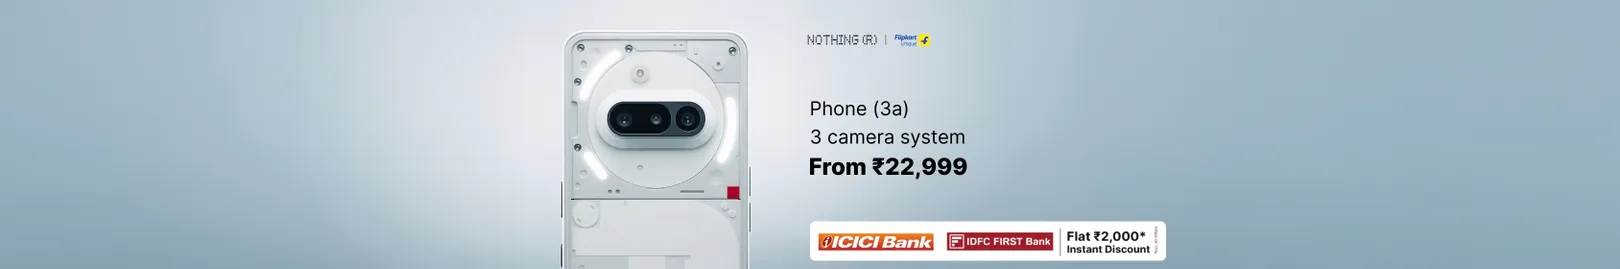 NOTHING (R) | Flipkart Unique
Phone (3a)
3 camera system
From ₹22,999
ICICI Bank
IDFC FIRST Bank
Flat ₹2,000*
Instant Discount